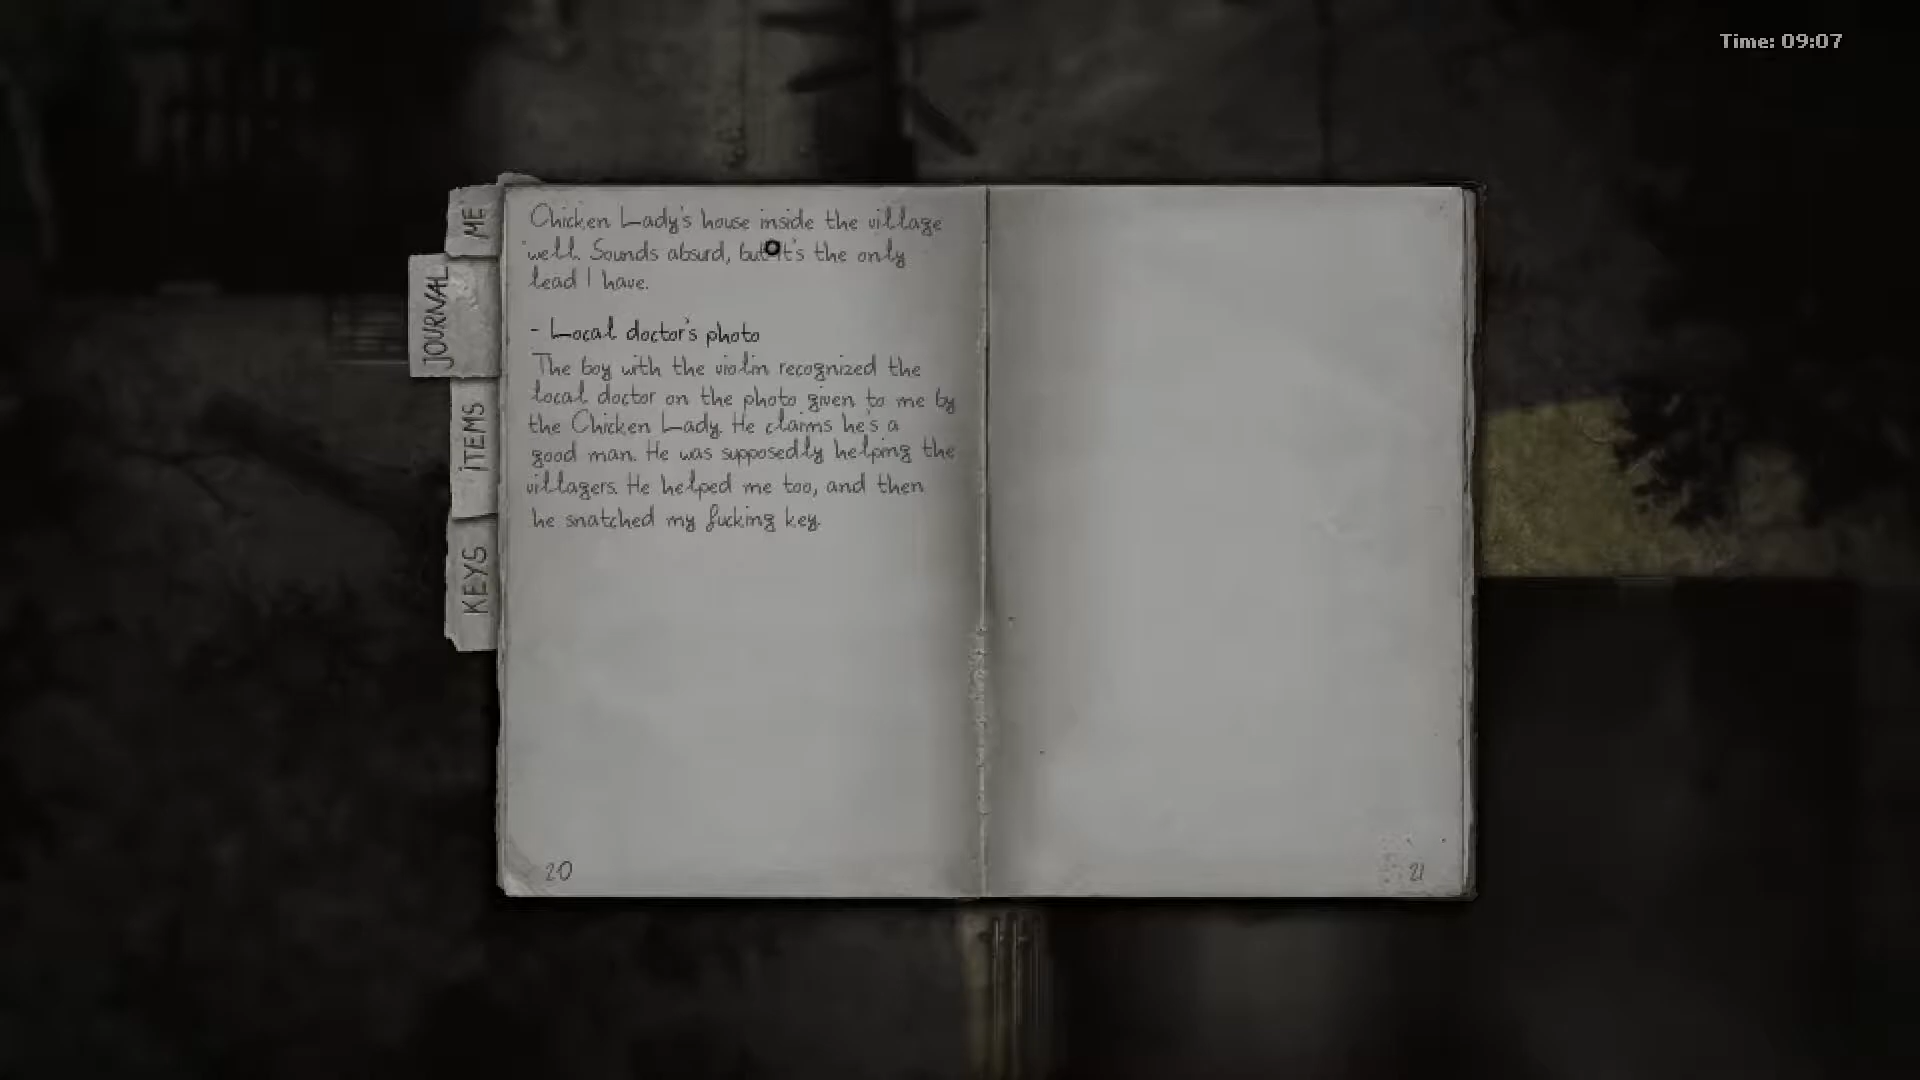 Time: 09:07
ME
JOURNAL
ITEMS
KEYS
Chicken Lady's house inside the village
well. Sounds absurd, but it's the only
lead I have.
- Local doctor's photo
The boy with the violin recognized the
local doctor on the photo given to me by
the Chicken Lady. He claims he's a
good man. He was supposedly helping the
villagers. He helped me too, and then
he snatched my fucking key.
20
21